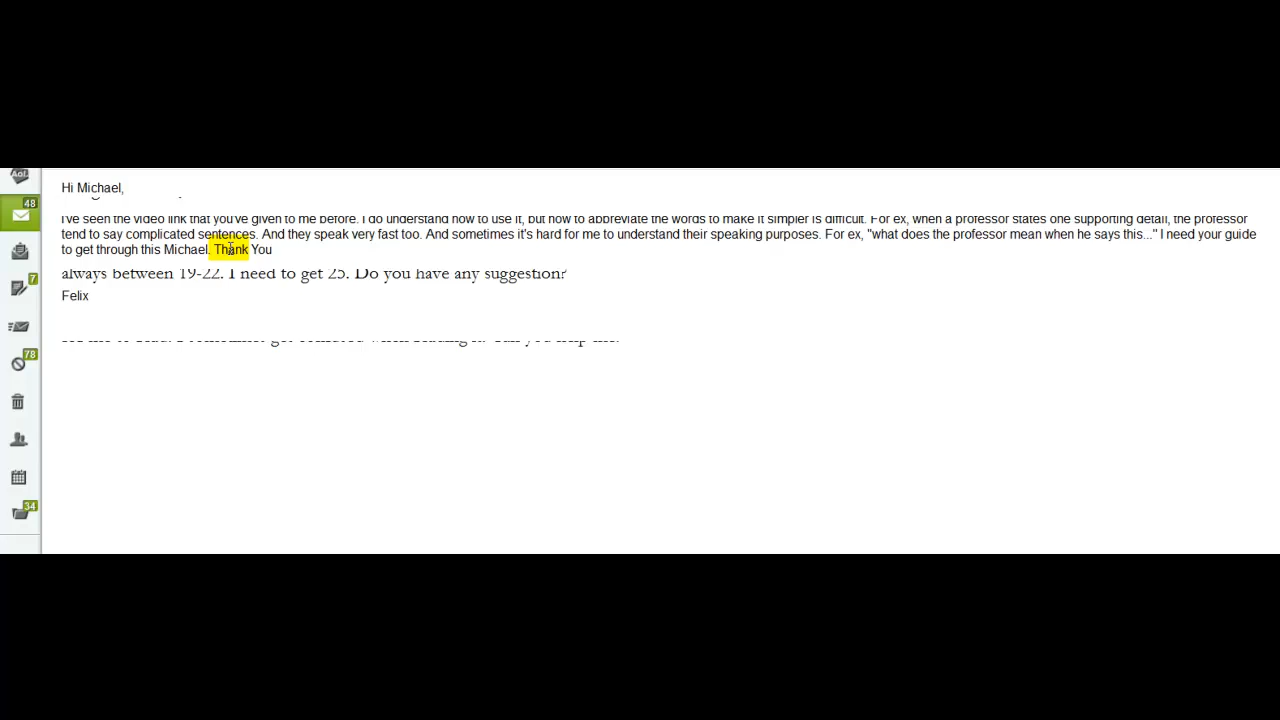 Aol.
Hi Michael,
48
I've seen the video link that you've given to me before. I do understand how to use it, but how to abbreviate the words to make it simpler is difficult. For ex, when a professor states one supporting detail, the professor
tend to say complicated sentences. And they speak very fast too. And sometimes it's hard for me to understand their speaking purposes. For ex, "what does the professor mean when he says this..." I need your guide
to get through this Michael. Thank You
always between 19-22. I need to get 25. Do you have any suggestion?
7
Felix
78
34